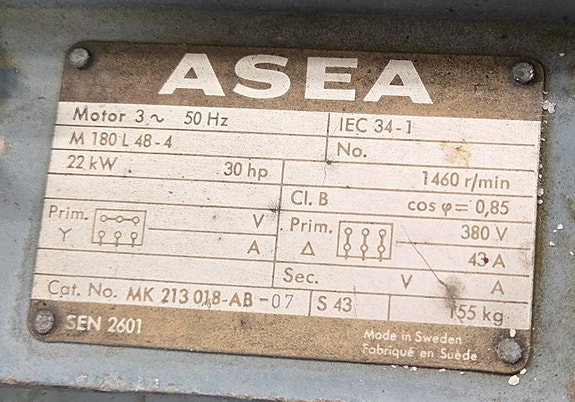 ASEA
Motor 3~ 50 Hz IEC 34-1
M 180 L 48-4 No.
22 kW 30 hp 1460 r/min
Cl. B cos φ = 0,85
Prim. Y V Prim. Δ 380 V
A 43 A
Sec. V A
Cat. No. MK 213 018-AB-07 S 43 155 kg
SEN 2601
Made in Sweden
Fabriqué en Suède